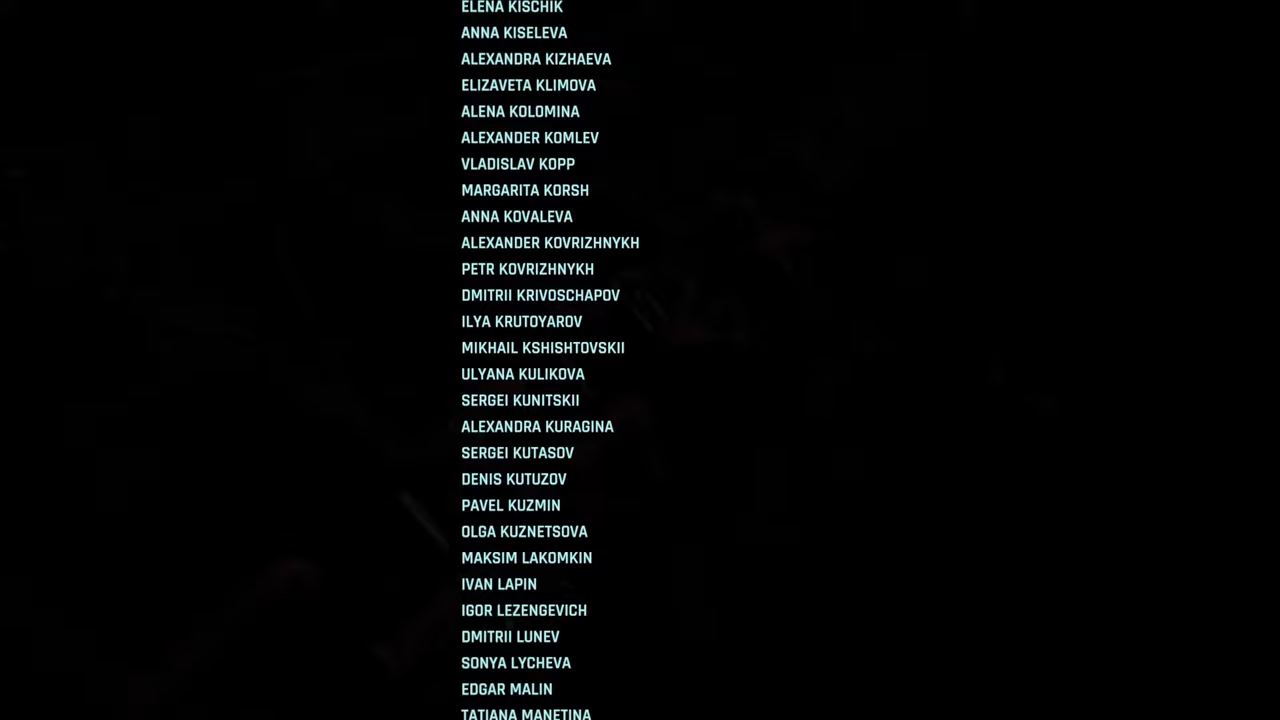 ELENA KISCHIK
ANNA KISELEVA
ALEXANDRA KIZHAEVA
ELIZAVETA KLIMOVA
ALENA KOLOMINA
ALEXANDER KOMLEV
VLADISLAV KOPP
MARGARITA KORSH
ANNA KOVALEVA
ALEXANDER KOVRIZHNYKH
PETR KOVRIZHNYKH
DMITRII KRIVOSCHAPOV
ILYA KRUTOYAROV
MIKHAIL KSHISHTOVSKII
ULYANA KULIKOVA
SERGEI KUNITSKII
ALEXANDRA KURAGINA
SERGEI KUTASOV
DENIS KUTUZOV
PAVEL KUZMIN
OLGA KUZNETSOVA
MAKSIM LAKOMKIN
IVAN LAPIN
IGOR LEZENGEVICH
DMITRII LUNEV
SONYA LYCHEVA
EDGAR MALIN
TATIANA MANETINA